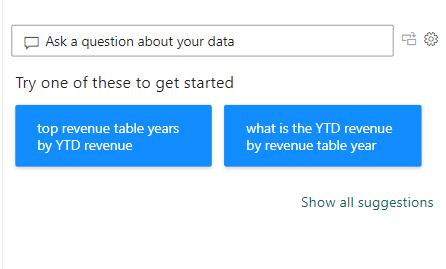 Ask a question about your data
Try one of these to get started
top revenue table years
by YTD revenue
what is the YTD revenue
by revenue table year
Show all suggestions